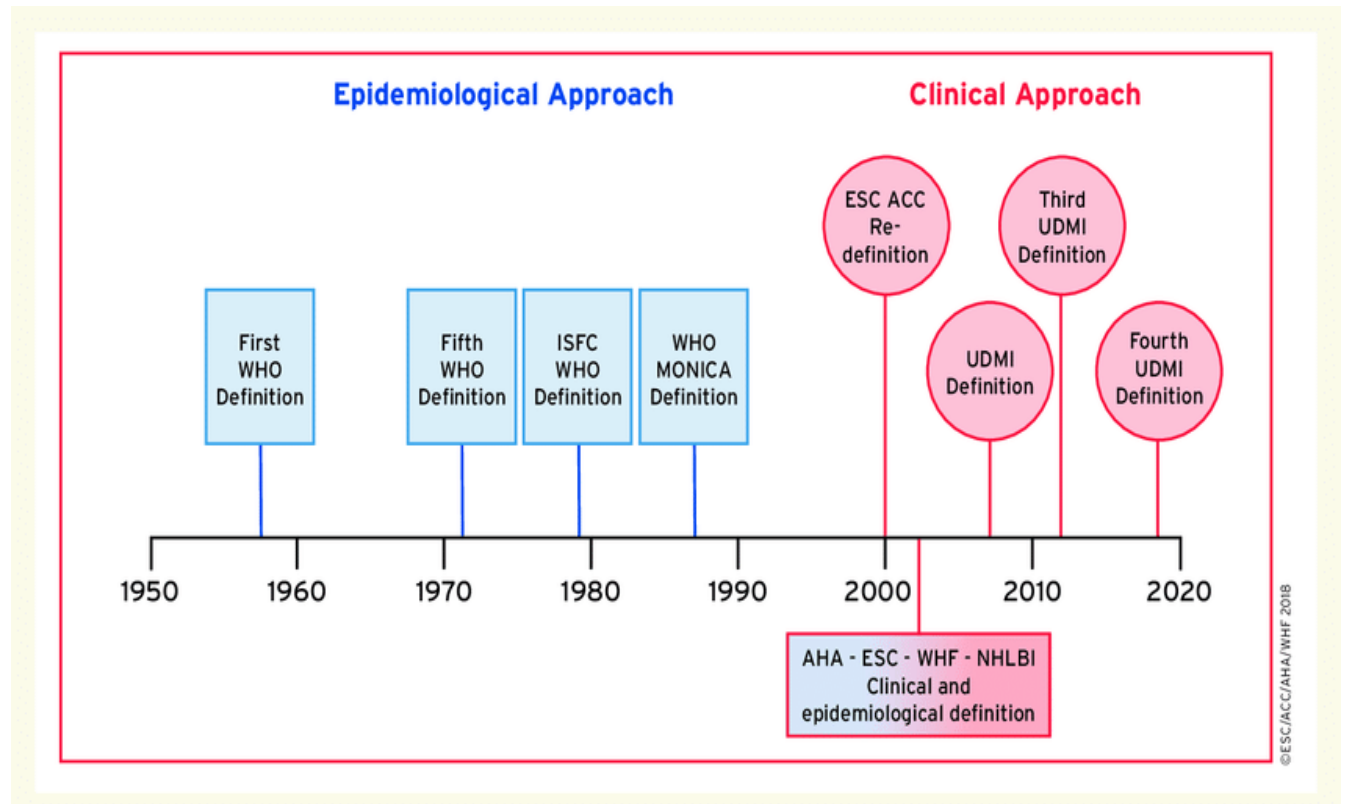 Epidemiological Approach
Clinical Approach
ESC ACC
Re-
definition
Third
UDMI
Definition
First
WHO
Definition
Fifth
WHO
Definition
ISFC
WHO
Definition
WHO
MONICA
Definition
UDMI
Definition
Fourth
UDMI
Definition
1950
1960
1970
1980
1990
2000
2010
2020
AHA - ESC - WHF - NHLBI
Clinical and
epidemiological definition
©ESC/ACC/AHA/WHF 2018